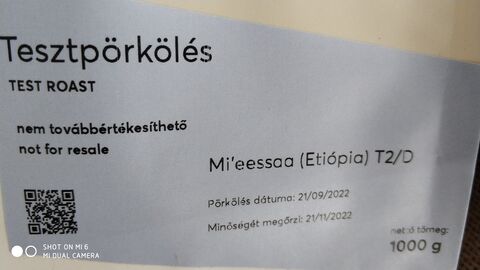 Tesztpörkölés
TEST ROAST
nem továbbértékesíthető
not for resale
Mi'eessaa (Etiópia) T2/D
Pörkölés dátuma: 21/09/2022
Minőségét megőrzi: 21/11/2022
nettó tömeg:
1000 g
SHOT ON MI 6
MI DUAL CAMERA